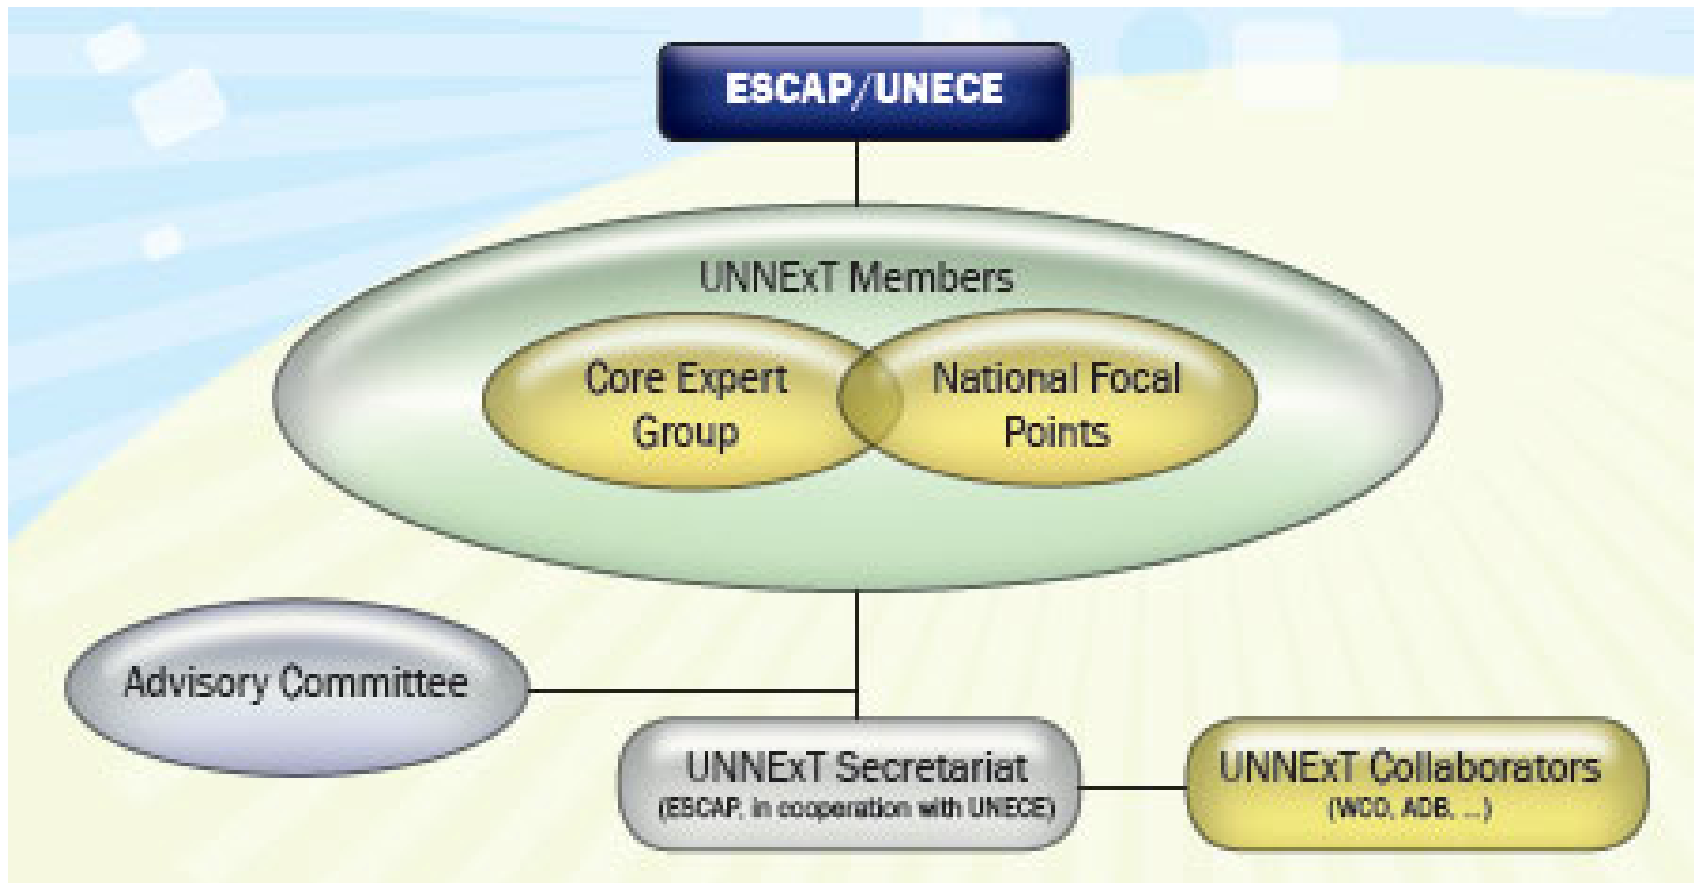 ESCAP/UNECE
UNNExT Members
Core Expert
Group
National Focal
Points
Advisory Committee
UNNExT Secretariat
(ESCAP, in cooperation with UNECE)
UNNExT Collaborators
(WCO, ADB, ...)